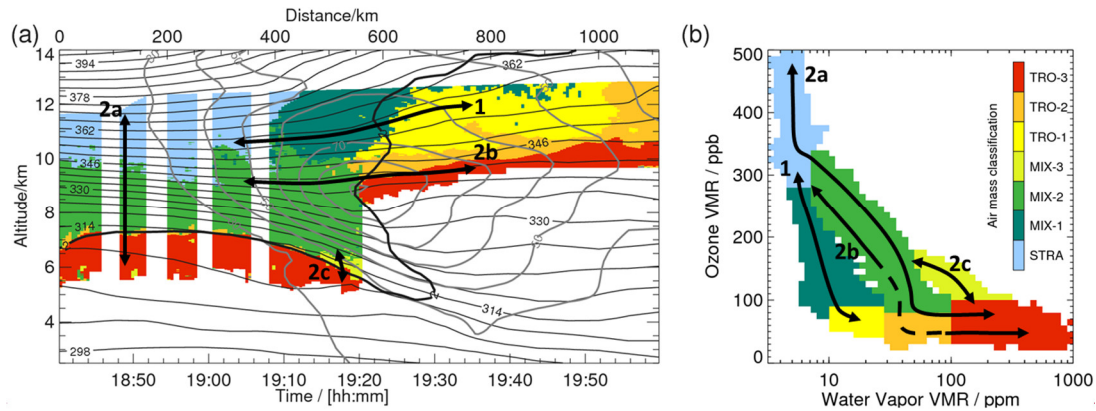 (a)
Distance/km
0 200 400 600 800 1000
Altitude/km
14
12
10
8
6
4
394
378
362
346
330
314
298
362
346
330
314
70
30
2
2a
1
2b
2c
18:50 19:00 19:10 19:20 19:30 19:40 19:50
Time / [hh:mm]
(b)
Ozone VMR / ppb
500
400
300
200
100
0
2a
1
2b
2c
10 100 1000
Water Vapor VMR / ppm
Air mass classification
TRO-3
TRO-2
TRO-1
MIX-3
MIX-2
MIX-1
STRA